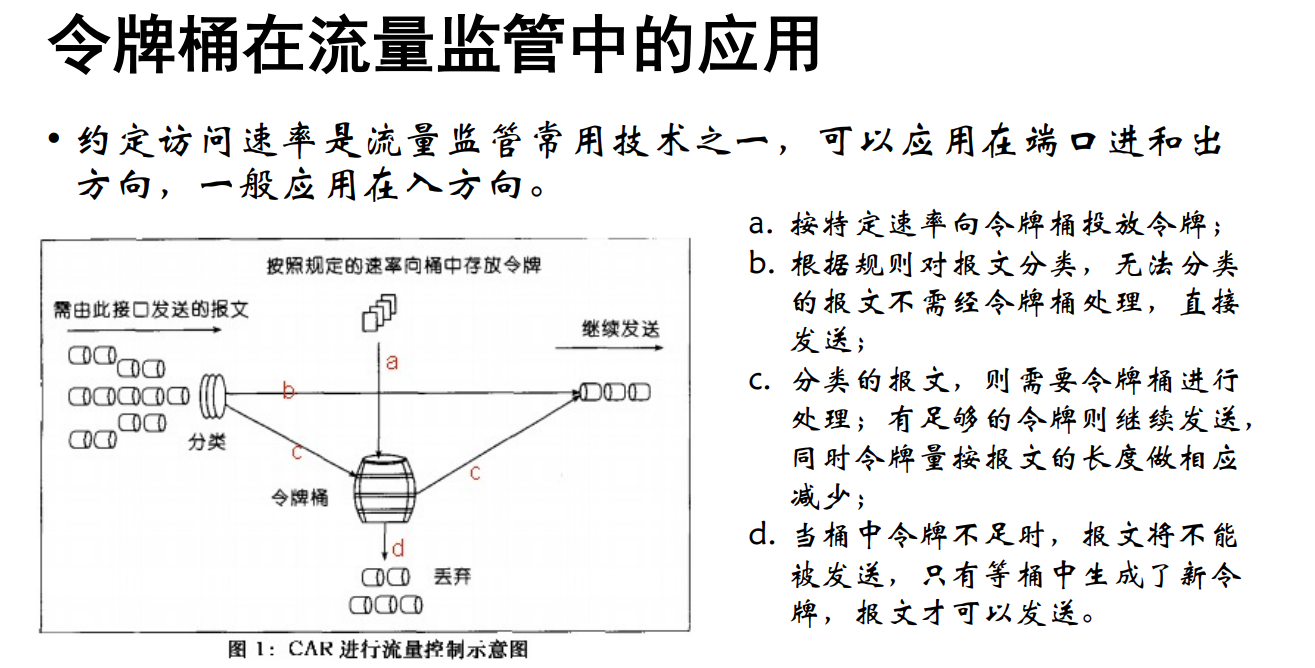 令牌桶在流量监管中的应用
• 约定访问速率是流量监管常用技术之一，可以应用在端口进和出
方向，一般应用在入方向。
按照规定的速率向桶中存放令牌
需由此接口发送的报文
继续发送
a
b
分类
c
c
令牌桶
d
丢弃
图 1：CAR 进行流量控制示意图
a. 按特定速率向令牌桶投放令牌；
b. 根据规则对报文分类，无法分类
的报文不需经令牌桶处理，直接
发送；
c. 分类的报文，则需要令牌桶进行
处理；有足够的令牌则继续发送，
同时令牌量按报文的长度做相应
减少；
d. 当桶中令牌不足时，报文将不能
被发送，只有等桶中生成了新令
牌，报文才可以发送。